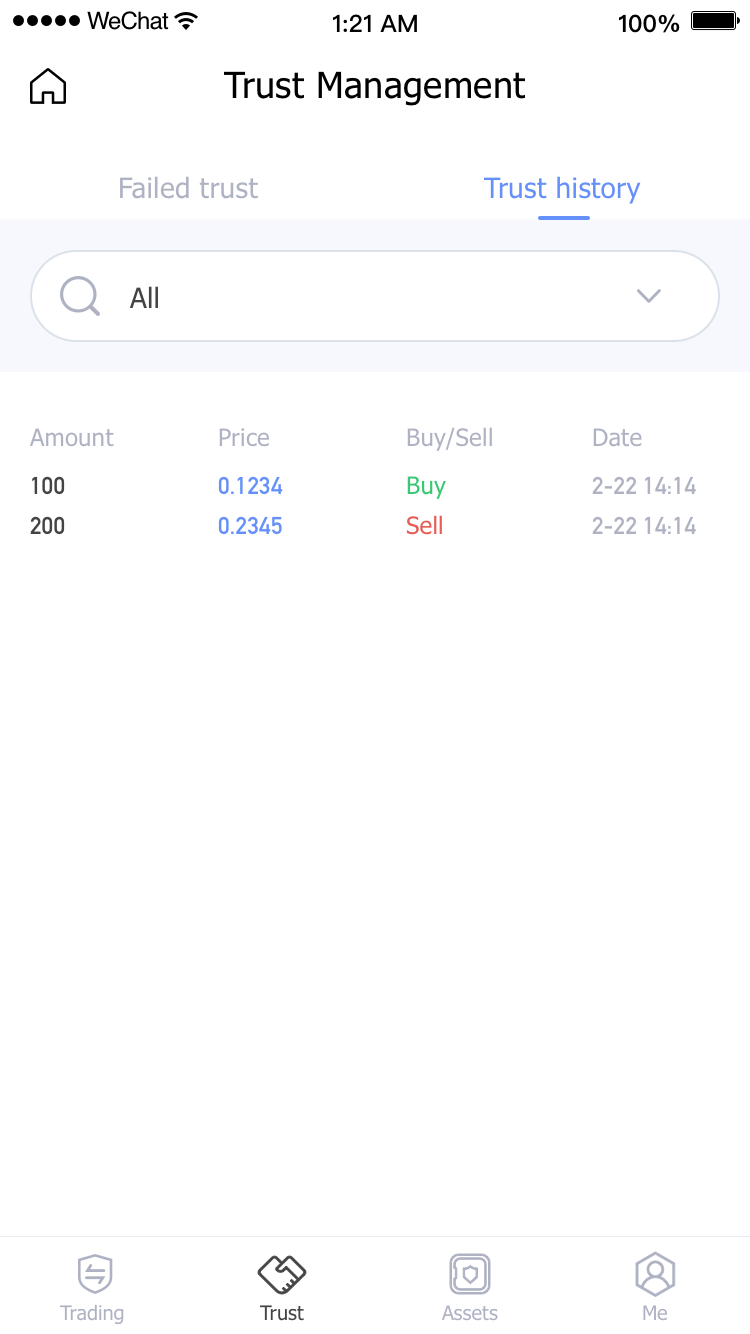 WeChat 1:21 AM 100%
Trust Management
Failed trust Trust history
All
Amount Price Buy/Sell Date
100 0.1234 Buy 2-22 14:14
200 0.2345 Sell 2-22 14:14
Trading Trust Assets Me